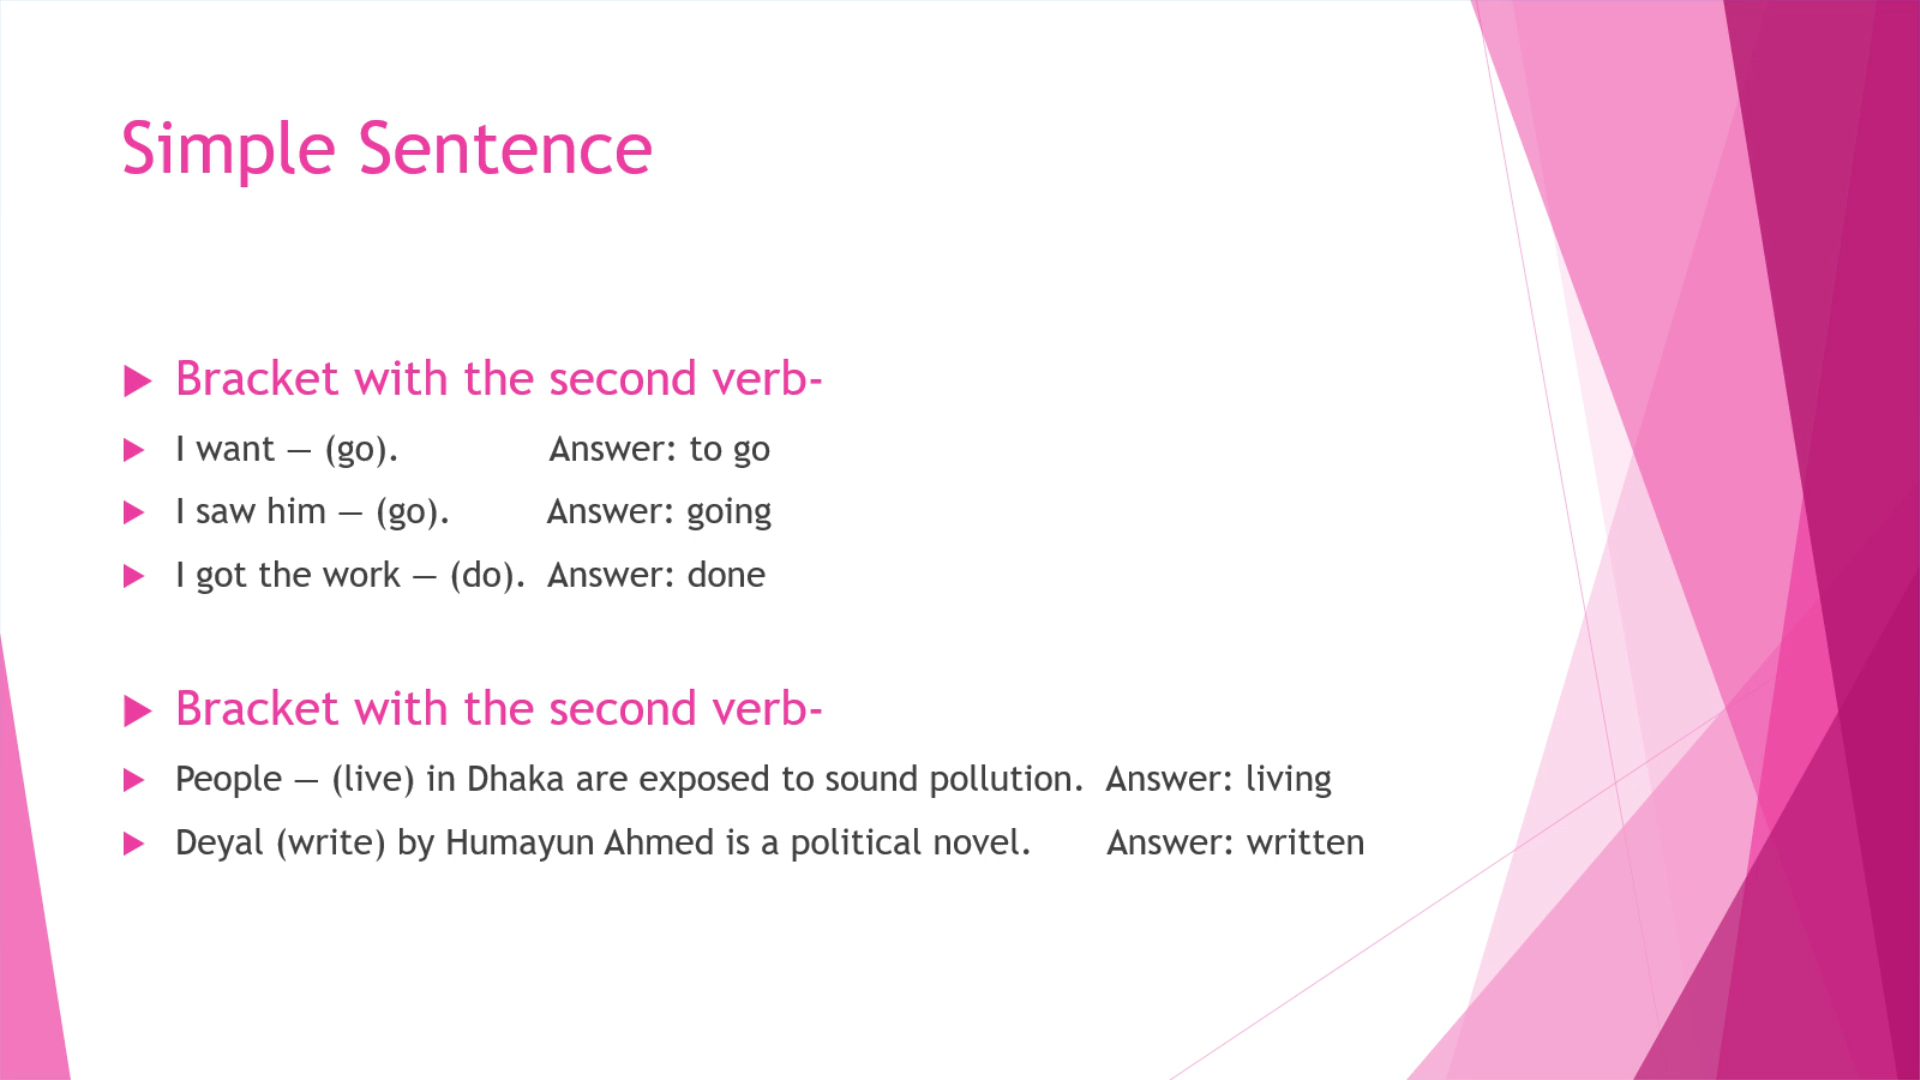 Simple Sentence
Bracket with the second verb-
I want — (go). Answer: to go
I saw him — (go). Answer: going
I got the work — (do). Answer: done
Bracket with the second verb-
People — (live) in Dhaka are exposed to sound pollution. Answer: living
Deyal (write) by Humayun Ahmed is a political novel. Answer: written